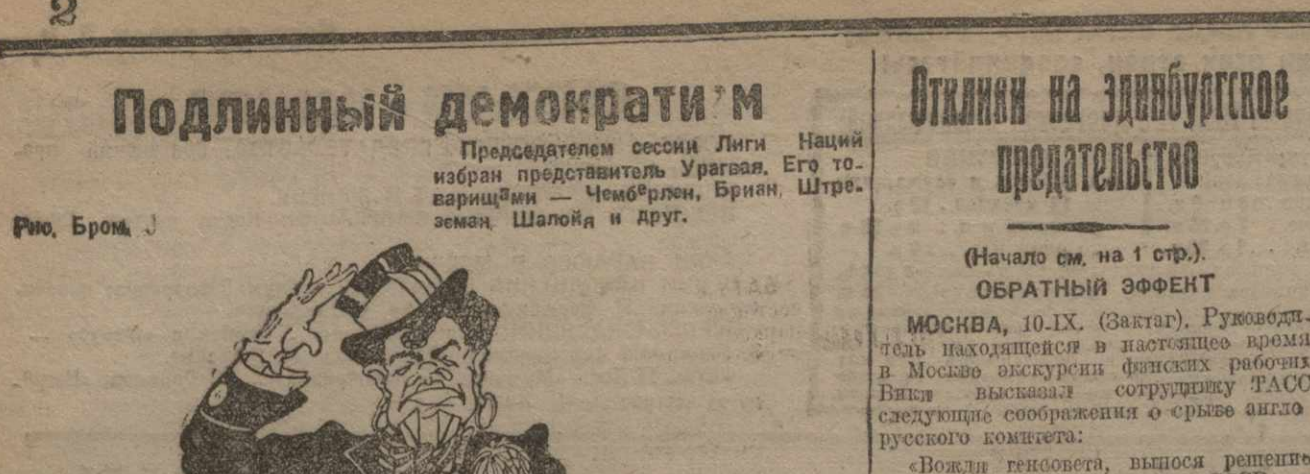 2
Подлинный демократи м
Председателем сессии Лиги Наций
избран представитель Урагвая. Его то-
варищами — Чемберлен, Бриан, Штре-
земан, Шалойя и друг.
Рис. Бром.
Отклики на эдинбургское
предательство
(Начало см. на 1 стр.).
ОБРАТНЫЙ ЭФФЕКТ
МОСКВА, 10-IX. (Зактаг). Руководи-
тель находящейся в настоящее время
в Москве экскурсии финских рабочих
Вики высказал сотруднику ТАСС
следующие соображения о срыве англо-
русского комитета:
«Вожди генсовета, вынося решение